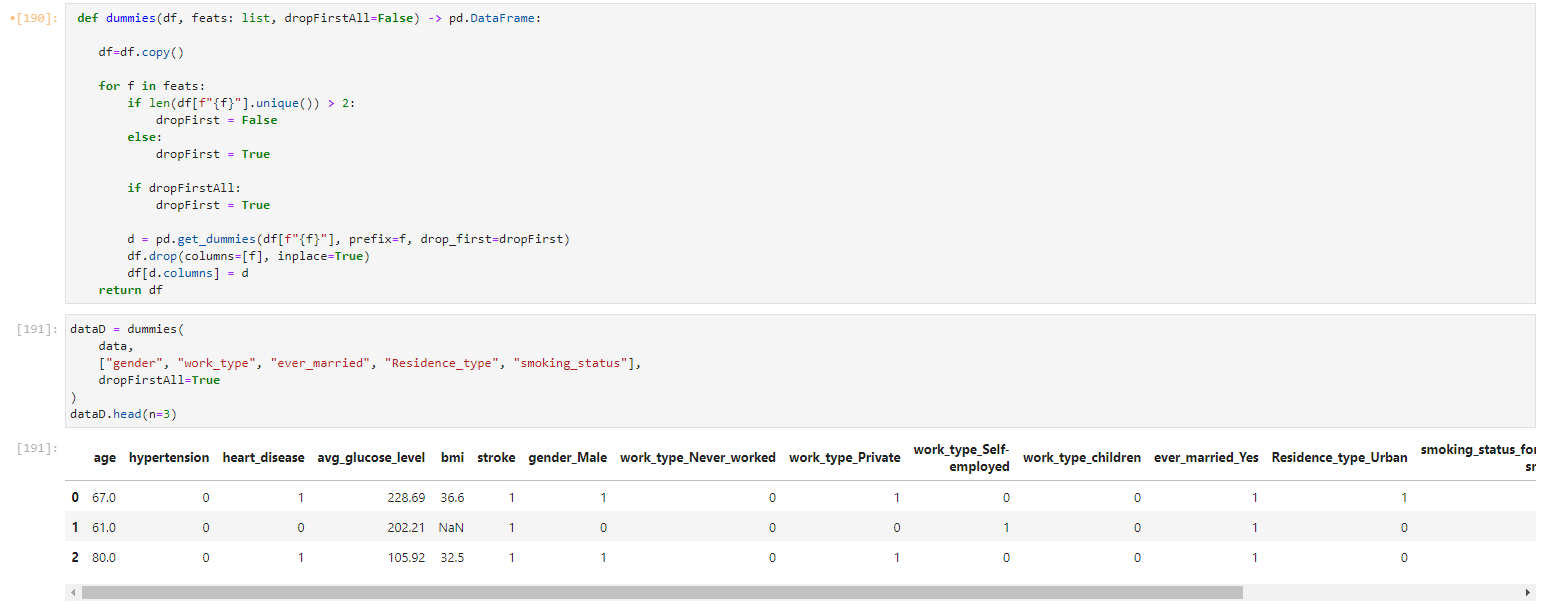 [190]:
def dummies(df, feats: list, dropFirstAll=False) -> pd.DataFrame:
    df=df.copy()
    for f in feats:
        if len(df[f"{f}"].unique()) > 2:
            dropFirst = False
        else:
            dropFirst = True
        if dropFirstAll:
            dropFirst = True
        d = pd.get_dummies(df[f"{f}"], prefix=f, drop_first=dropFirst)
        df.drop(columns=[f], inplace=True)
        df[d.columns] = d
    return df
[191]:
dataD = dummies(
    data,
    ["gender", "work_type", "ever_married", "Residence_type", "smoking_status"],
    dropFirstAll=True
)
dataD.head(n=3)
[191]:
age hypertension heart_disease avg_glucose_level bmi stroke gender_Male work_type_Never_worked work_type_Private work_type_Self-employed work_type_children ever_married_Yes Residence_type_Urban
0 67.0 0 1 228.69 36.6 1 1 0 1 0 0 1 1
1 61.0 0 0 202.21 NaN 1 0 0 0 1 0 1 0
2 80.0 0 1 105.92 32.5 1 1 0 1 0 0 1 0